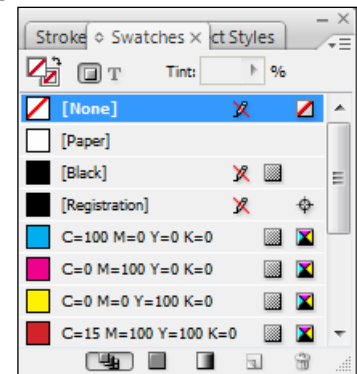 Stroke Swatches × ct Styles
T Tint: %
[None]
[Paper]
[Black]
[Registration]
C=100 M=0 Y=0 K=0
C=0 M=100 Y=0 K=0
C=0 M=0 Y=100 K=0
C=15 M=100 Y=100 K=0